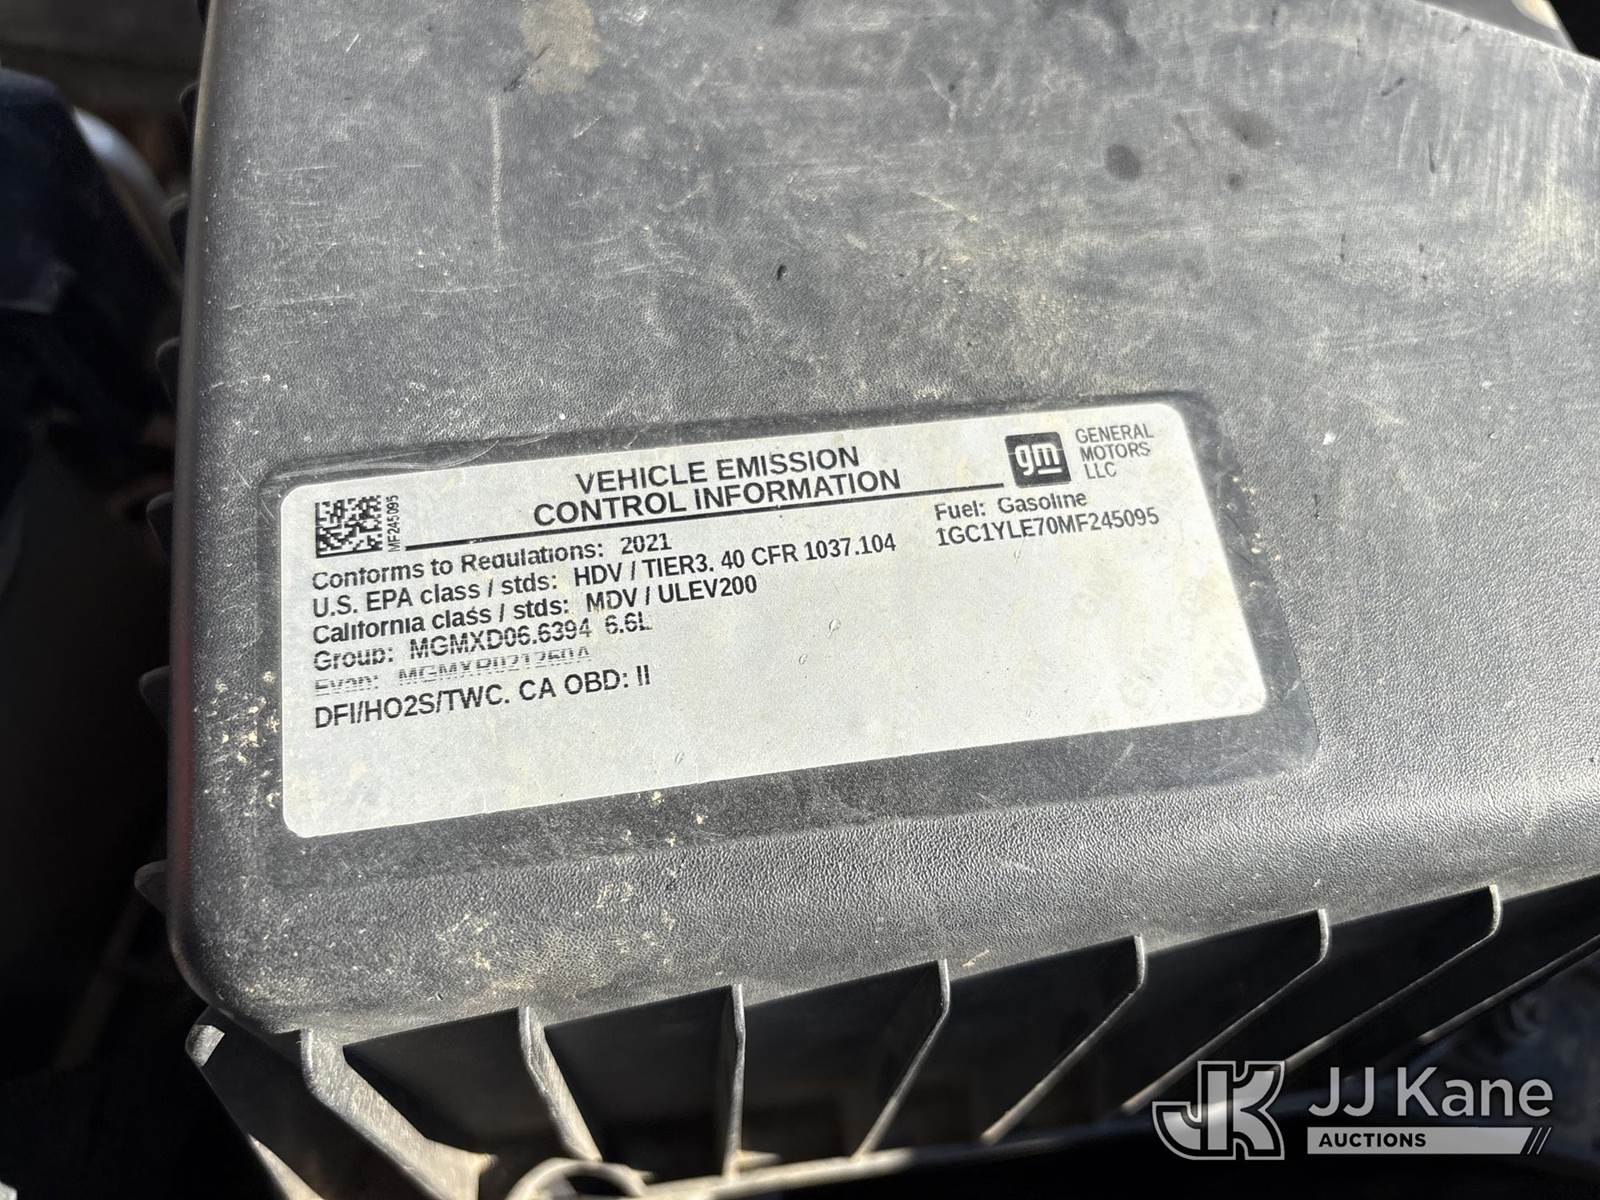 VEHICLE EMISSION
CONTROL INFORMATION
gm
GENERAL
MOTORS
LLC
MF245095
Conforms to Regulations: 2021
Fuel: Gasoline
U.S. EPA class / stds: HDV / TIER3. 40 CFR 1037.104
1GC1YLE70MF245095
California class / stds: MDV / ULEV200
Group: MGMXD06.6394 6.6L
Evap:
DFI/HO2S/TWC. CA OBD: II
JK JJ Kane
AUCTIONS